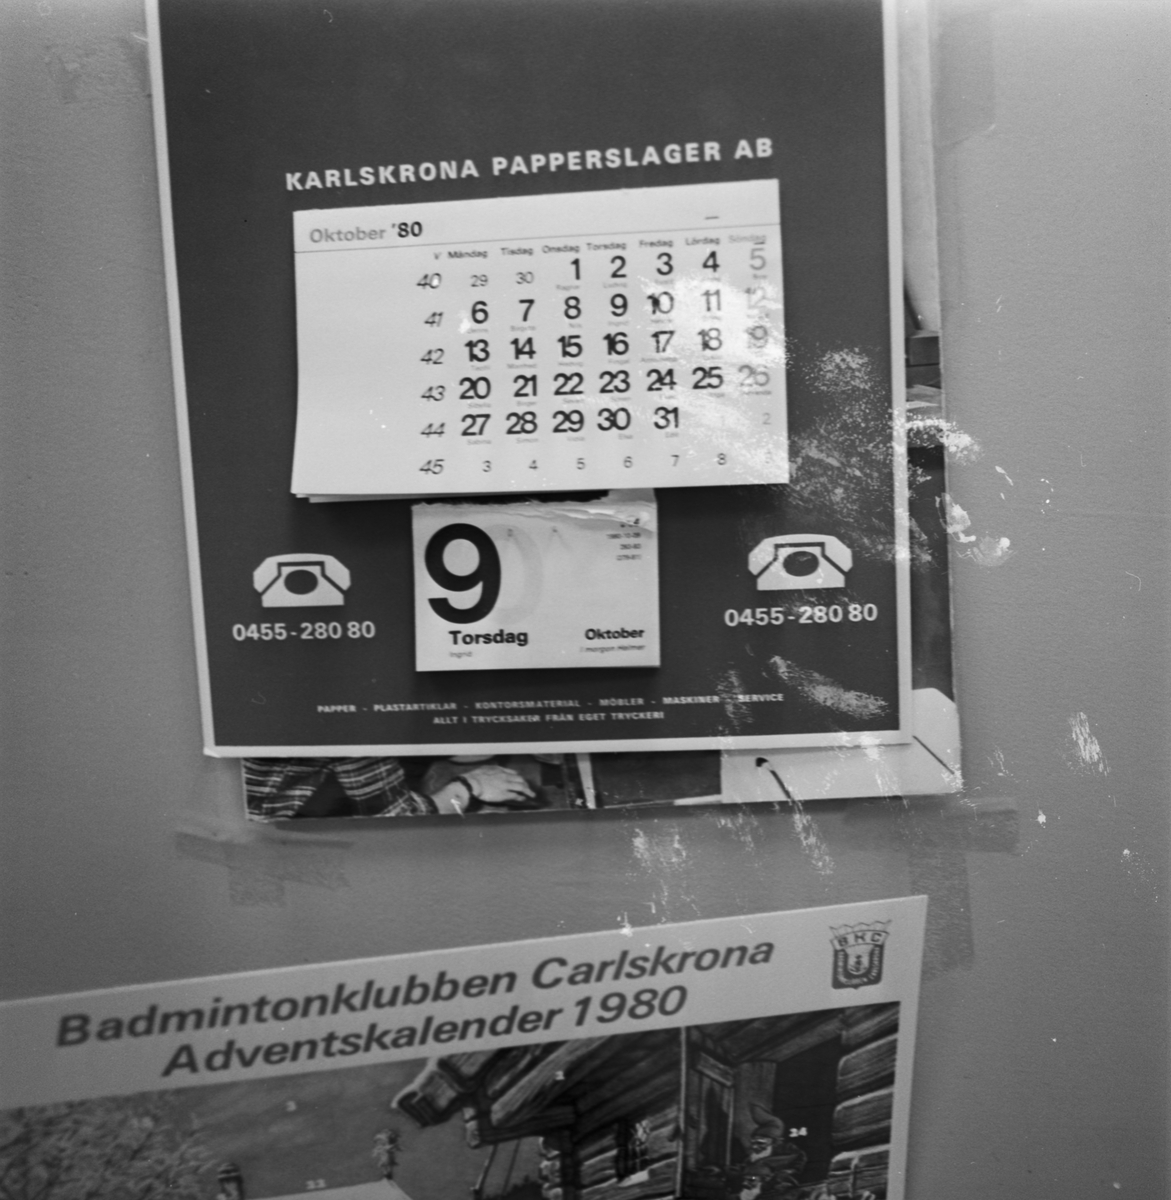 KARLSKRONA PAPPERSLAGER AB
Oktober '80
V Måndag Tisdag Onsdag Torsdag Fredag Lördag Söndag
40 29 30 1 2 3 4 5
41 6 7 8 9 10 11 12
42 13 14 15 16 17 18 19
43 20 21 22 23 24 25 26
44 27 28 29 30 31 1 2
45 3 4 5 6 7 8
9
Torsdag Oktober
Ingrid I morgon Helmer
0455-280 80
0455-280 80
PAPPER - PLASTARTIKLAR - KONTORSMATERIAL - MÖBLER - MASKINER - SERVICE
ALLT I TRYCKSAKER FRÅN EGET TRYCKERI
BKC
Badmintonklubben Carlskrona
Adventskalender 1980
24